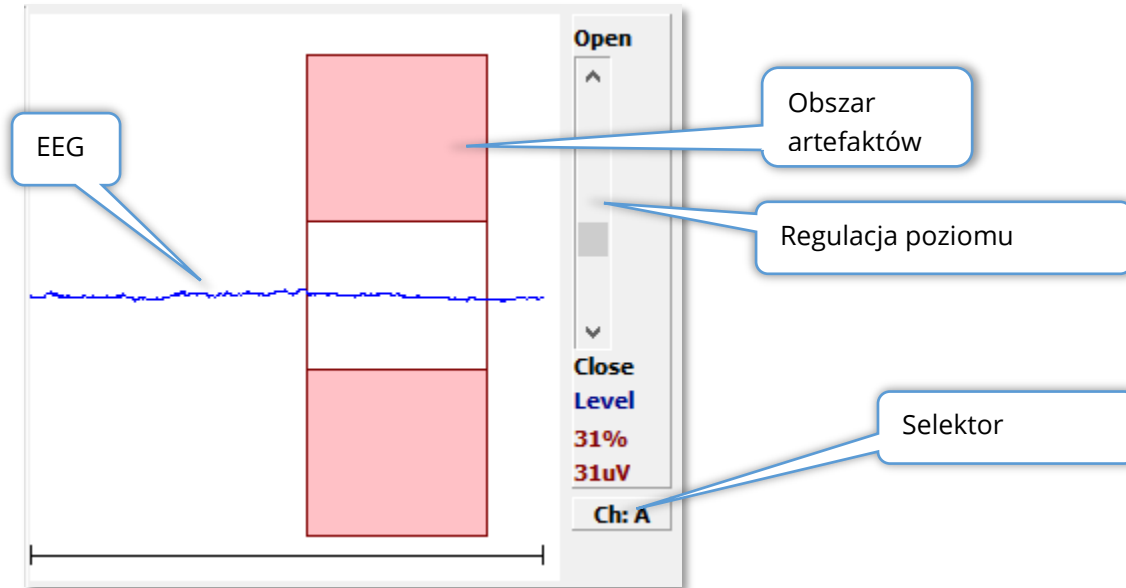 Open
Obszar
artefaktów
EEG
Regulacja poziomu
Close
Level
31%
31uV
Selektor
Ch: A